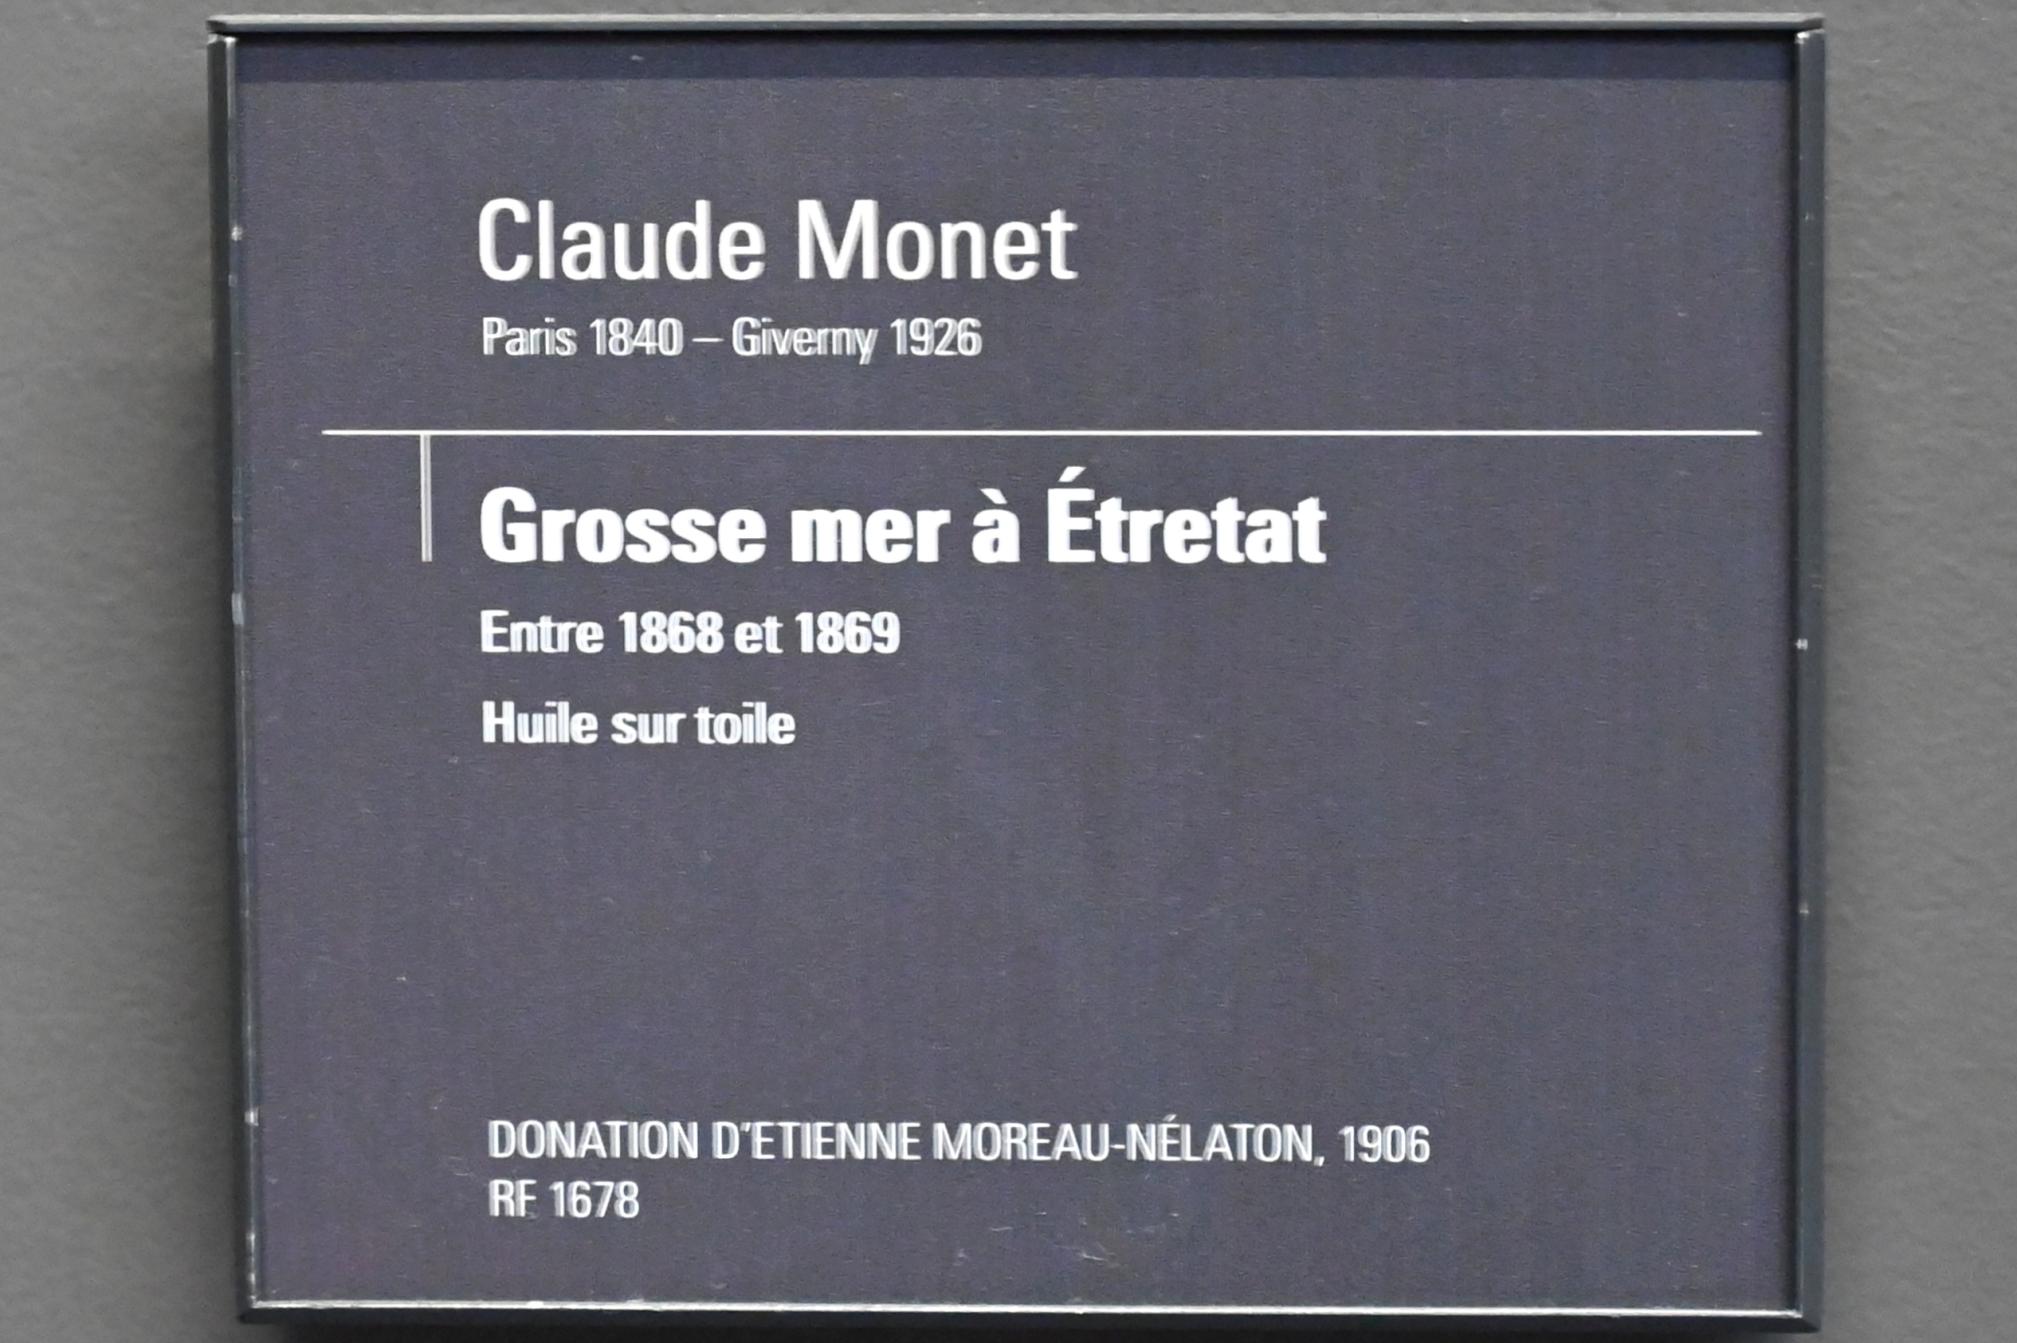 Claude Monet
Paris 1840 – Giverny 1926
Grosse mer à Étretat
Entre 1868 et 1869
Huile sur toile
DONATION D'ETIENNE MOREAU-NÉLATON, 1906
RF 1678